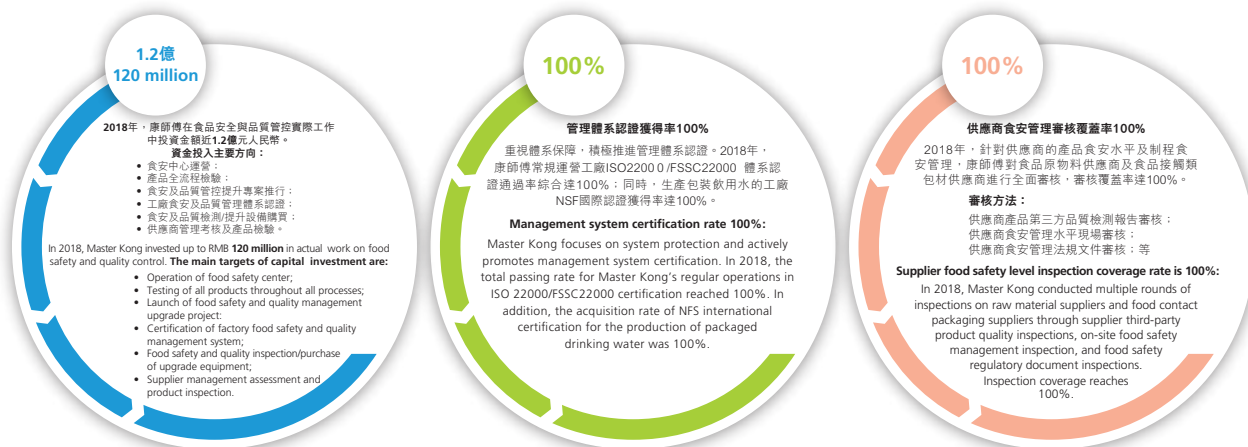 1.2億
120 million
2018年，康師傅在食品安全與品質管控實際工作
中投資金額近1.2億元人民幣。
資金投入主要方向：
• 食安中心運營；
• 產品全流程檢驗；
• 食安及品質管控提升專案推行；
• 工廠食安及品質管理體系認證；
• 食安及品質檢測/提升設備購買；
• 供應商管理考核及產品檢驗。
In 2018, Master Kong invested up to RMB 120 million in actual work on food
safety and quality control. The main targets of capital investment are:
• Operation of food safety center;
• Testing of all products throughout all processes;
• Launch of food safety and quality management
upgrade project:
• Certification of factory food safety and quality
management system;
• Food safety and quality inspection/purchase
of upgrade equipment;
• Supplier management assessment and
product inspection.
100%
管理體系認證獲得率100%
重視體系保障，積極推進管理體系認證。2018年，
康師傅常規運營工廠ISO22000/FSSC22000 體系認
證通過率綜合達100%；同時，生產包裝飲用水的工廠
NSF國際認證獲得率達100%。
Management system certification rate 100%:
Master Kong focuses on system protection and actively
promotes management system certification. In 2018, the
total passing rate for Master Kong's regular operations in
ISO 22000/FSSC22000 certification reached 100%. In
addition, the acquisition rate of NFS international
certification for the production of packaged
drinking water was 100%.
100%
供應商食安管理審核覆蓋率100%
2018年，針對供應商的產品食安水平及制程食
安管理，康師傅對食品原物料供應商及食品接觸類
包材供應商進行全面審核，審核覆蓋率達100%。
審核方法：
供應商產品第三方品質檢測報告審核；
供應商食安管理水平現場審核；
供應商食安管理法規文件審核；等
Supplier food safety level inspection coverage rate is 100%:
In 2018, Master Kong conducted multiple rounds of
inspections on raw material suppliers and food contact
packaging suppliers through supplier third-party
product quality inspections, on-site food safety
management inspection, and food safety
regulatory document inspections.
Inspection coverage reaches
100%.